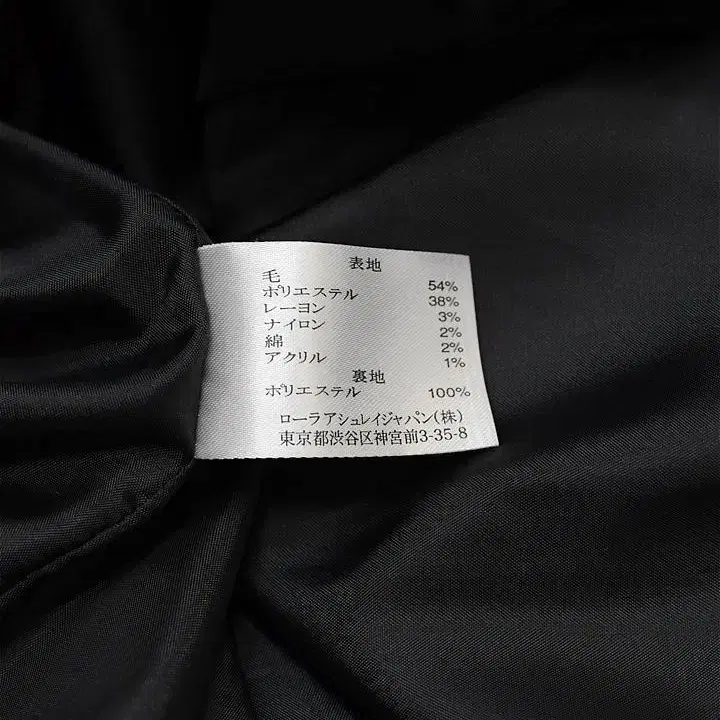 表地
毛 54%
ポリエステル 38%
レーヨン 3%
ナイロン 2%
綿 2%
アクリル 1%
裏地
ポリエステル 100%
ローラアシュレイジャパン(株)
東京都渋谷区神宮前3-35-8